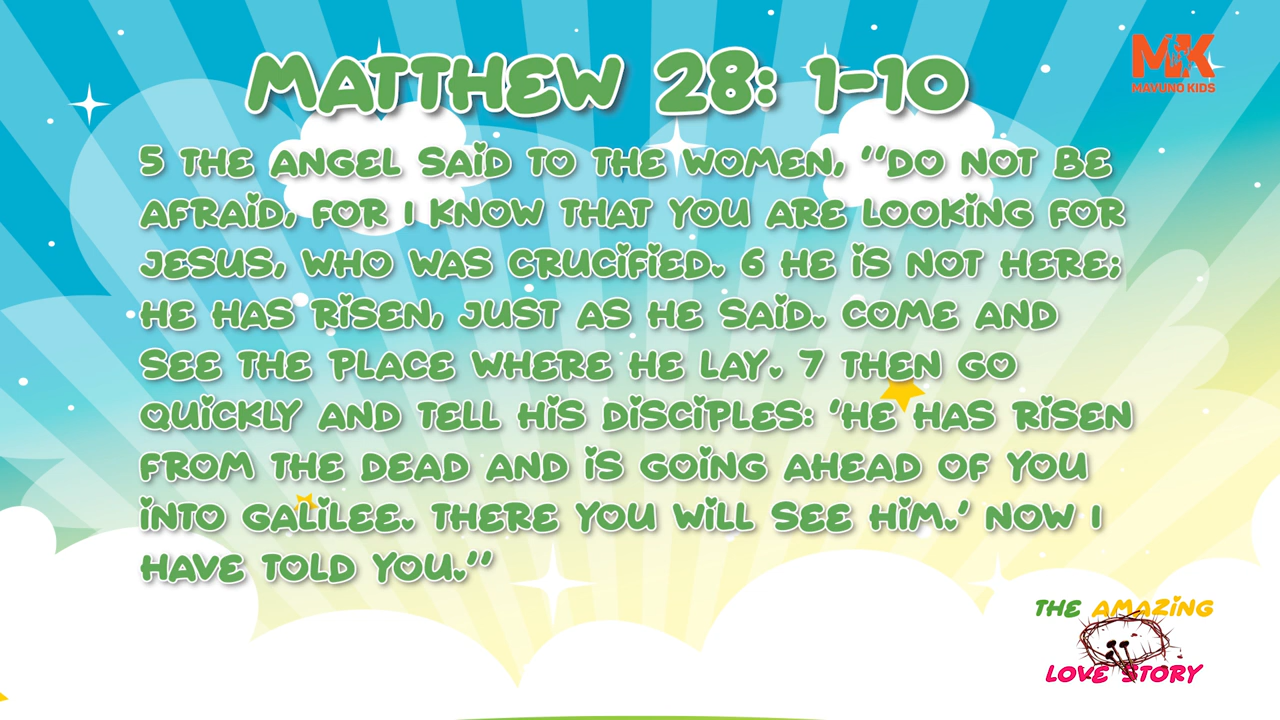 MATTHEW 28: 1-10
MK
MAVUNO KIDS
5 THE ANGEL SAID TO THE WOMEN, "DO NOT BE
AFRAID, FOR I KNOW THAT YOU ARE LOOKING FOR
JESUS, WHO WAS CRUCIFIED. 6 HE IS NOT HERE;
HE HAS RISEN, JUST AS HE SAID. COME AND
SEE THE PLACE WHERE HE LAY. 7 THEN GO
QUICKLY AND TELL HIS DISCIPLES: 'HE HAS RISEN
FROM THE DEAD AND IS GOING AHEAD OF YOU
INTO GALILEE. THERE YOU WILL SEE HIM.' NOW I
HAVE TOLD YOU."
THE AMAZING
LOVE STORY